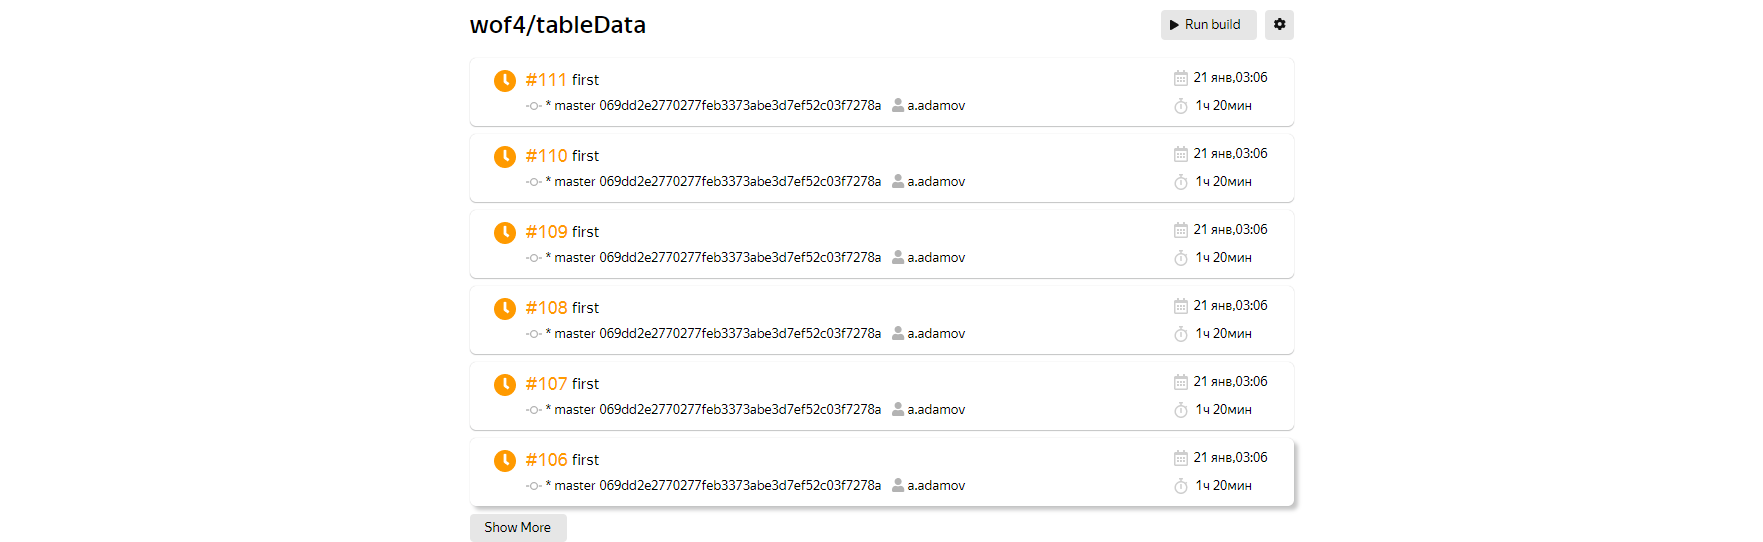 wof4/tableData
Run build
#111 first
21 янв,03:06
* master 069dd2e2770277feb3373abe3d7ef52c03f7278a a.adamov
1ч 20мин
#110 first
21 янв,03:06
* master 069dd2e2770277feb3373abe3d7ef52c03f7278a a.adamov
1ч 20мин
#109 first
21 янв,03:06
* master 069dd2e2770277feb3373abe3d7ef52c03f7278a a.adamov
1ч 20мин
#108 first
21 янв,03:06
* master 069dd2e2770277feb3373abe3d7ef52c03f7278a a.adamov
1ч 20мин
#107 first
21 янв,03:06
* master 069dd2e2770277feb3373abe3d7ef52c03f7278a a.adamov
1ч 20мин
#106 first
21 янв,03:06
* master 069dd2e2770277feb3373abe3d7ef52c03f7278a a.adamov
1ч 20мин
Show More